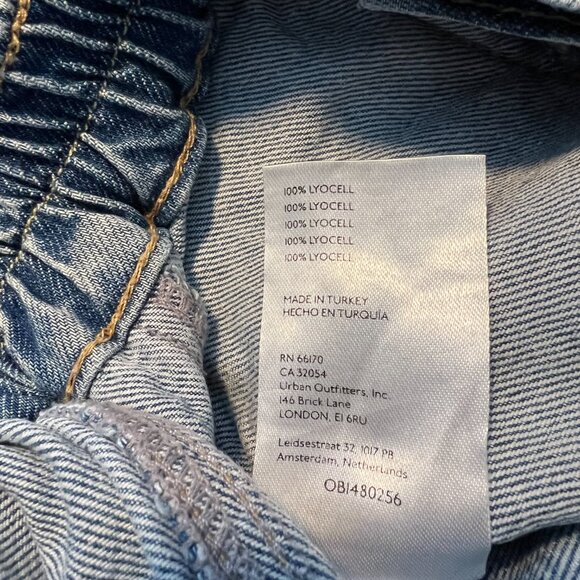 100% LYOCELL
100% LYOCELL
100% LYOCELL
100% LYOCELL
100% LYOCELL
MADE IN TURKEY
HECHO EN TURQUÍA
RN 66170
CA 32054
Urban Outfitters, Inc.
146 Brick Lane
LONDON, E1 6RU
Leidsestraat 32, 1017 PB
Amsterdam, Netherlands
OB1480256